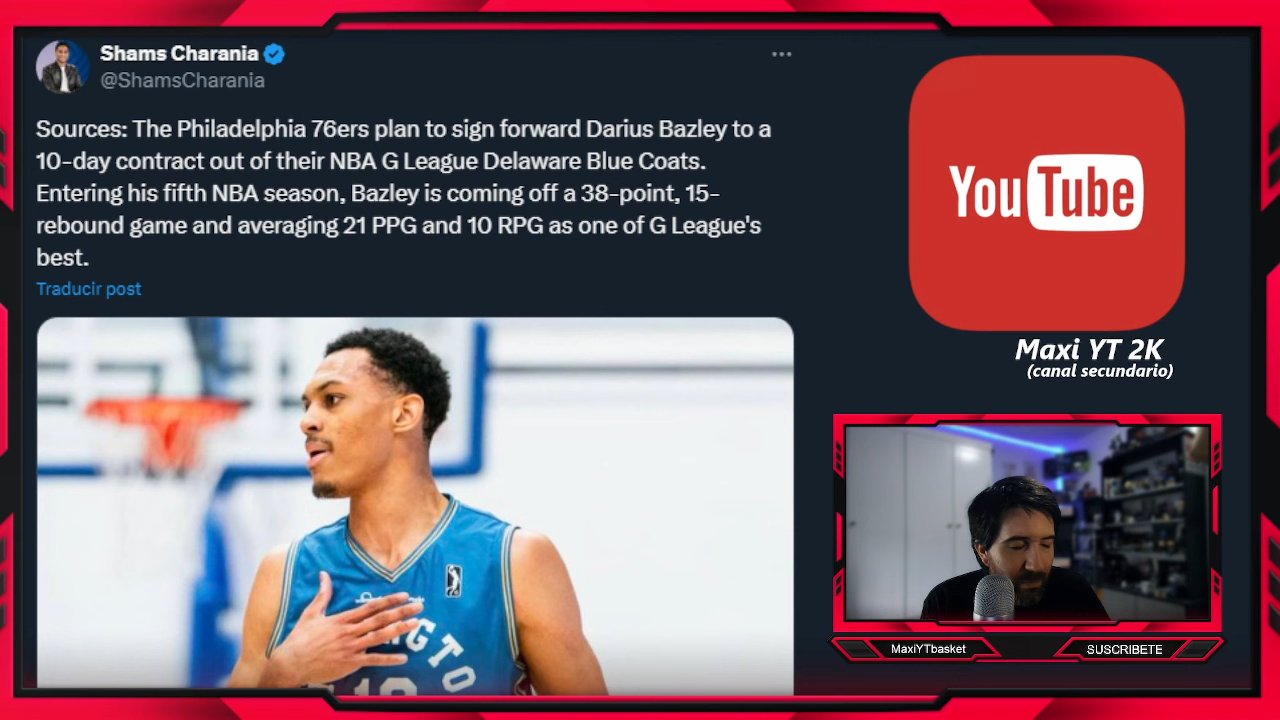 Shams Charania
@ShamsCharania
Sources: The Philadelphia 76ers plan to sign forward Darius Bazley to a
10-day contract out of their NBA G League Delaware Blue Coats.
Entering his fifth NBA season, Bazley is coming off a 38-point, 15-
rebound game and averaging 21 PPG and 10 RPG as one of G League's
best.
Traducir post
NGTO
YouTube
Maxi YT 2K
(canal secundario)
MaxiYTbasket
SUSCRIBETE